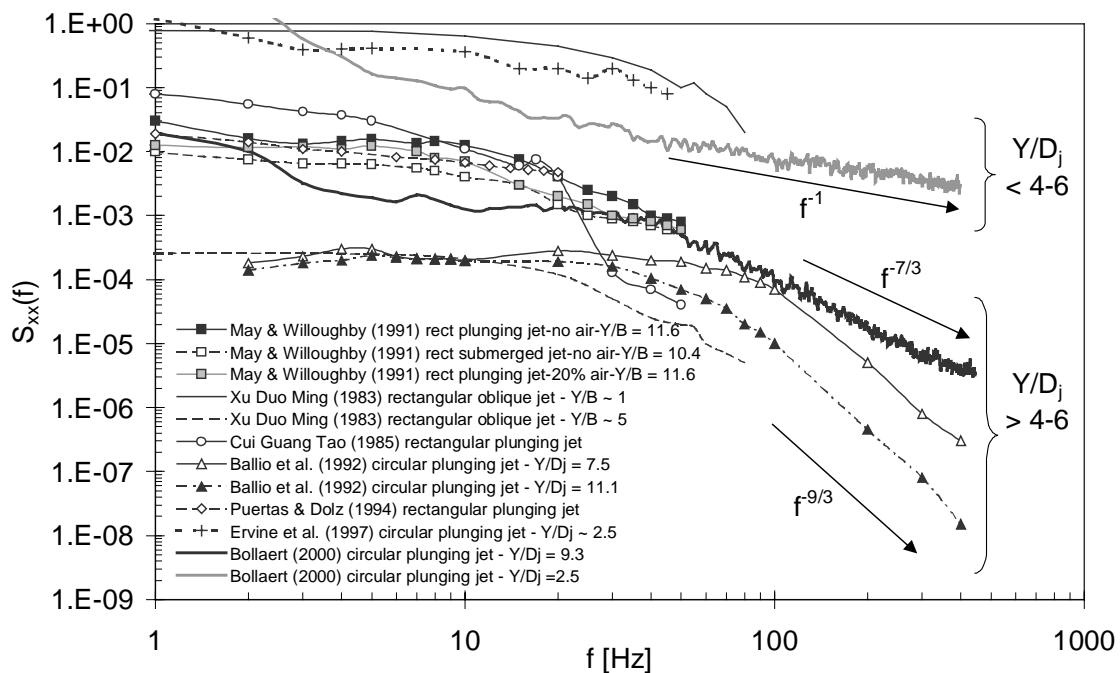 1.E+00
1.E-01
1.E-02
1.E-03
1.E-04
1.E-05
1.E-06
1.E-07
1.E-08
1.E-09
Sxx(f)
May & Willoughby (1991) rect plunging jet-no air-Y/B = 11.6
May & Willoughby (1991) rect submerged jet-no air-Y/B = 10.4
May & Willoughby (1991) rect plunging jet-20% air-Y/B = 11.6
Xu Duo Ming (1983) rectangular oblique jet - Y/B ~ 1
Xu Duo Ming (1983) rectangular oblique jet - Y/B ~ 5
Cui Guang Tao (1985) rectangular plunging jet
Ballio et al. (1992) circular plunging jet - Y/Dj = 7.5
Ballio et al. (1992) circular plunging jet - Y/Dj = 11.1
Puertas & Dolz (1994) rectangular plunging jet
Ervine et al. (1997) circular plunging jet - Y/Dj ~ 2.5
Bollaert (2000) circular plunging jet - Y/Dj = 9.3
Bollaert (2000) circular plunging jet - Y/Dj =2.5
f-1
f-7/3
f-9/3
Y/Dj
< 4-6
Y/Dj
> 4-6
1 10 100 1000
f [Hz]